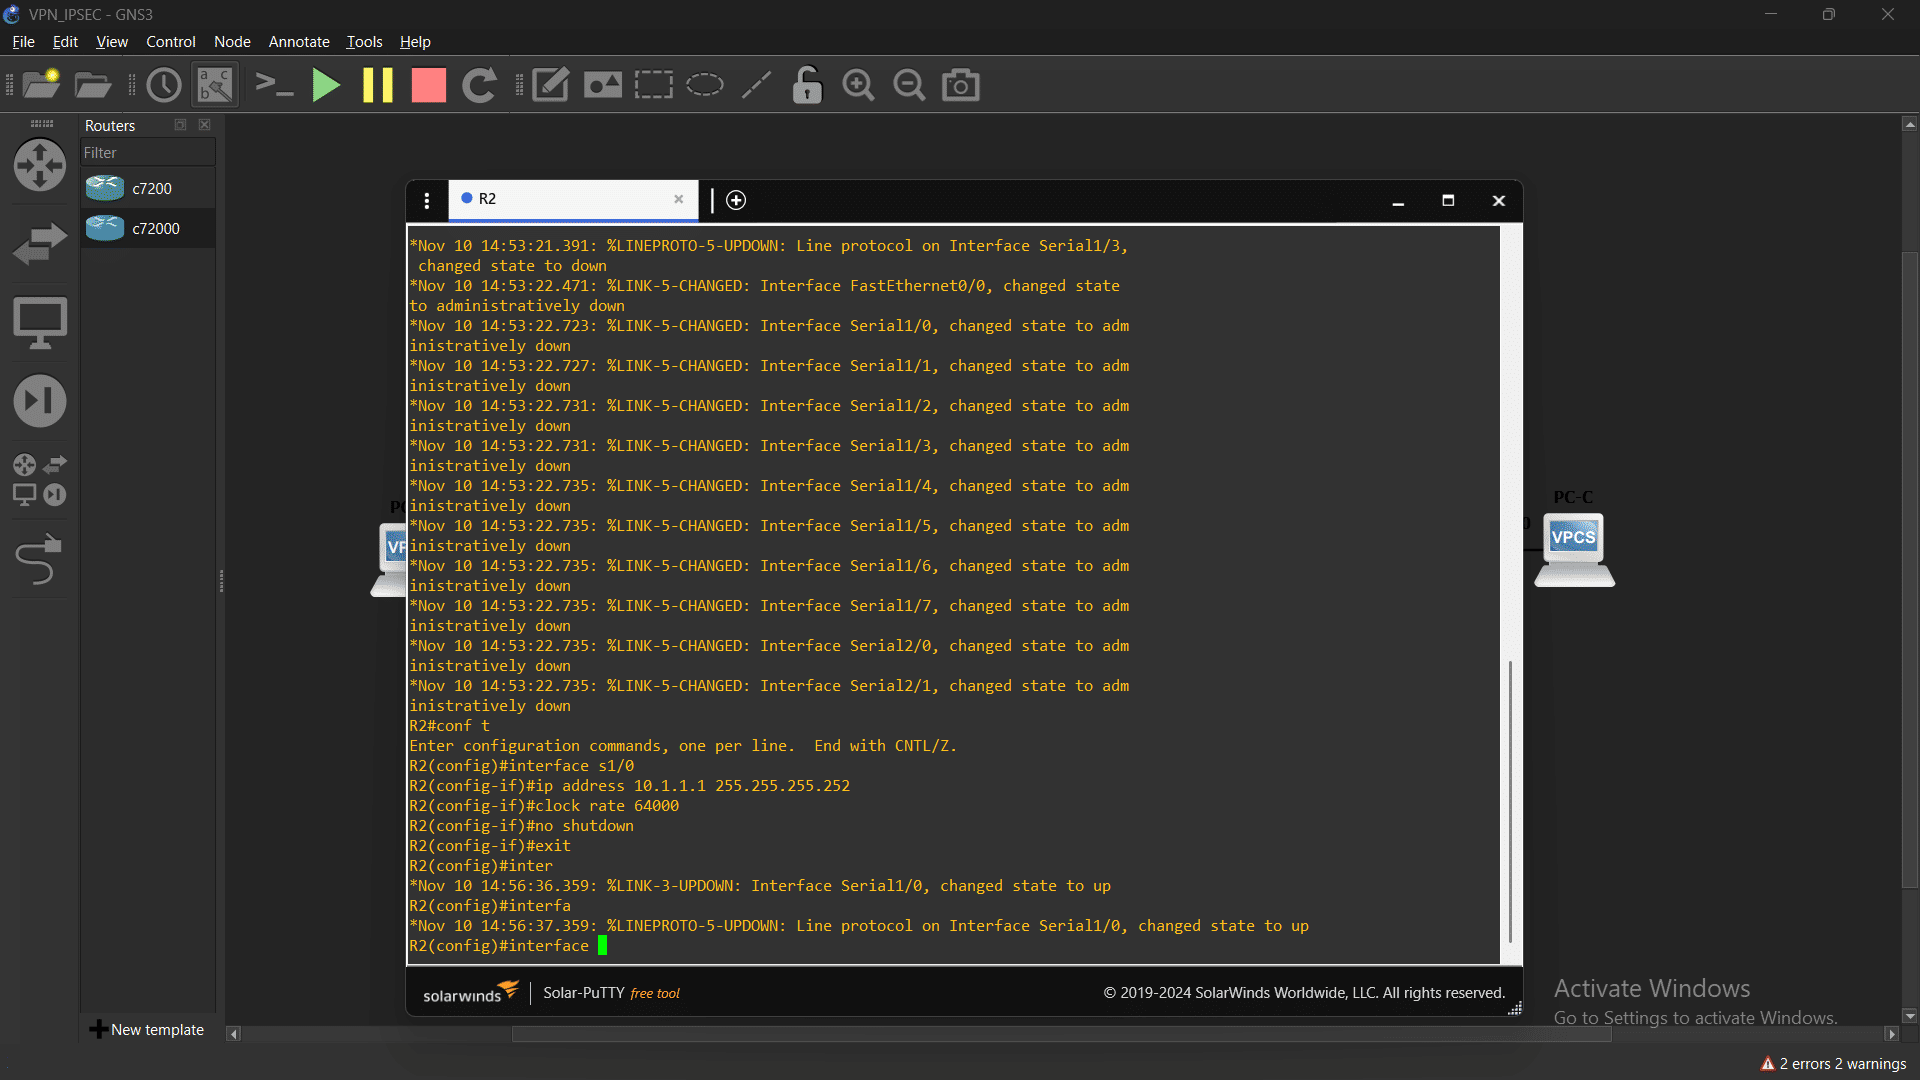 VPN_IPSEC - GNS3
File Edit View Control Node Annotate Tools Help
a c
b
Routers
Filter
c7200
c72000
R2
*Nov 10 14:53:21.391: %LINEPROTO-5-UPDOWN: Line protocol on Interface Serial1/3,
changed state to down
*Nov 10 14:53:22.471: %LINK-5-CHANGED: Interface FastEthernet0/0, changed state
to administratively down
*Nov 10 14:53:22.723: %LINK-5-CHANGED: Interface Serial1/0, changed state to adm
inistratively down
*Nov 10 14:53:22.727: %LINK-5-CHANGED: Interface Serial1/1, changed state to adm
inistratively down
*Nov 10 14:53:22.731: %LINK-5-CHANGED: Interface Serial1/2, changed state to adm
inistratively down
*Nov 10 14:53:22.731: %LINK-5-CHANGED: Interface Serial1/3, changed state to adm
inistratively down
*Nov 10 14:53:22.735: %LINK-5-CHANGED: Interface Serial1/4, changed state to adm
inistratively down
*Nov 10 14:53:22.735: %LINK-5-CHANGED: Interface Serial1/5, changed state to adm
inistratively down
*Nov 10 14:53:22.735: %LINK-5-CHANGED: Interface Serial1/6, changed state to adm
inistratively down
*Nov 10 14:53:22.735: %LINK-5-CHANGED: Interface Serial1/7, changed state to adm
inistratively down
*Nov 10 14:53:22.735: %LINK-5-CHANGED: Interface Serial2/0, changed state to adm
inistratively down
*Nov 10 14:53:22.735: %LINK-5-CHANGED: Interface Serial2/1, changed state to adm
inistratively down
R2#conf t
Enter configuration commands, one per line.  End with CNTL/Z.
R2(config)#interface s1/0
R2(config-if)#ip address 10.1.1.1 255.255.255.252
R2(config-if)#clock rate 64000
R2(config-if)#no shutdown
R2(config-if)#exit
R2(config)#inter
*Nov 10 14:56:36.359: %LINK-3-UPDOWN: Interface Serial1/0, changed state to up
R2(config)#interfa
*Nov 10 14:56:37.359: %LINEPROTO-5-UPDOWN: Line protocol on Interface Serial1/0, changed state to up
R2(config)#interface
PC-C
VPCS
solarwinds
Solar-PuTTY free tool
© 2019-2024 SolarWinds Worldwide, LLC. All rights reserved.
Activate Windows
Go to Settings to activate Windows.
New template
2 errors 2 warnings